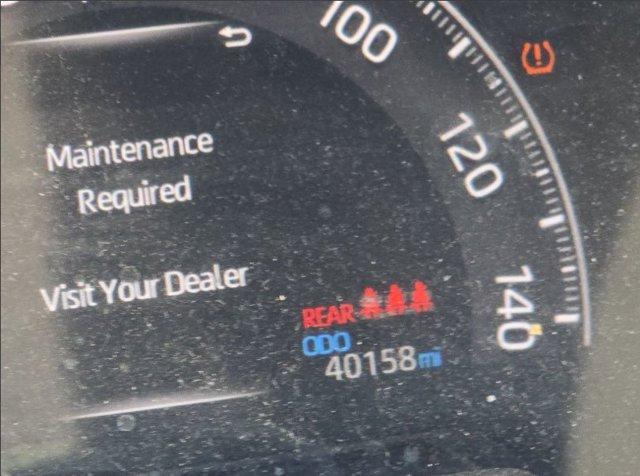 100
120
140
Maintenance
Required
Visit Your Dealer
REAR
ODO
40158 mi